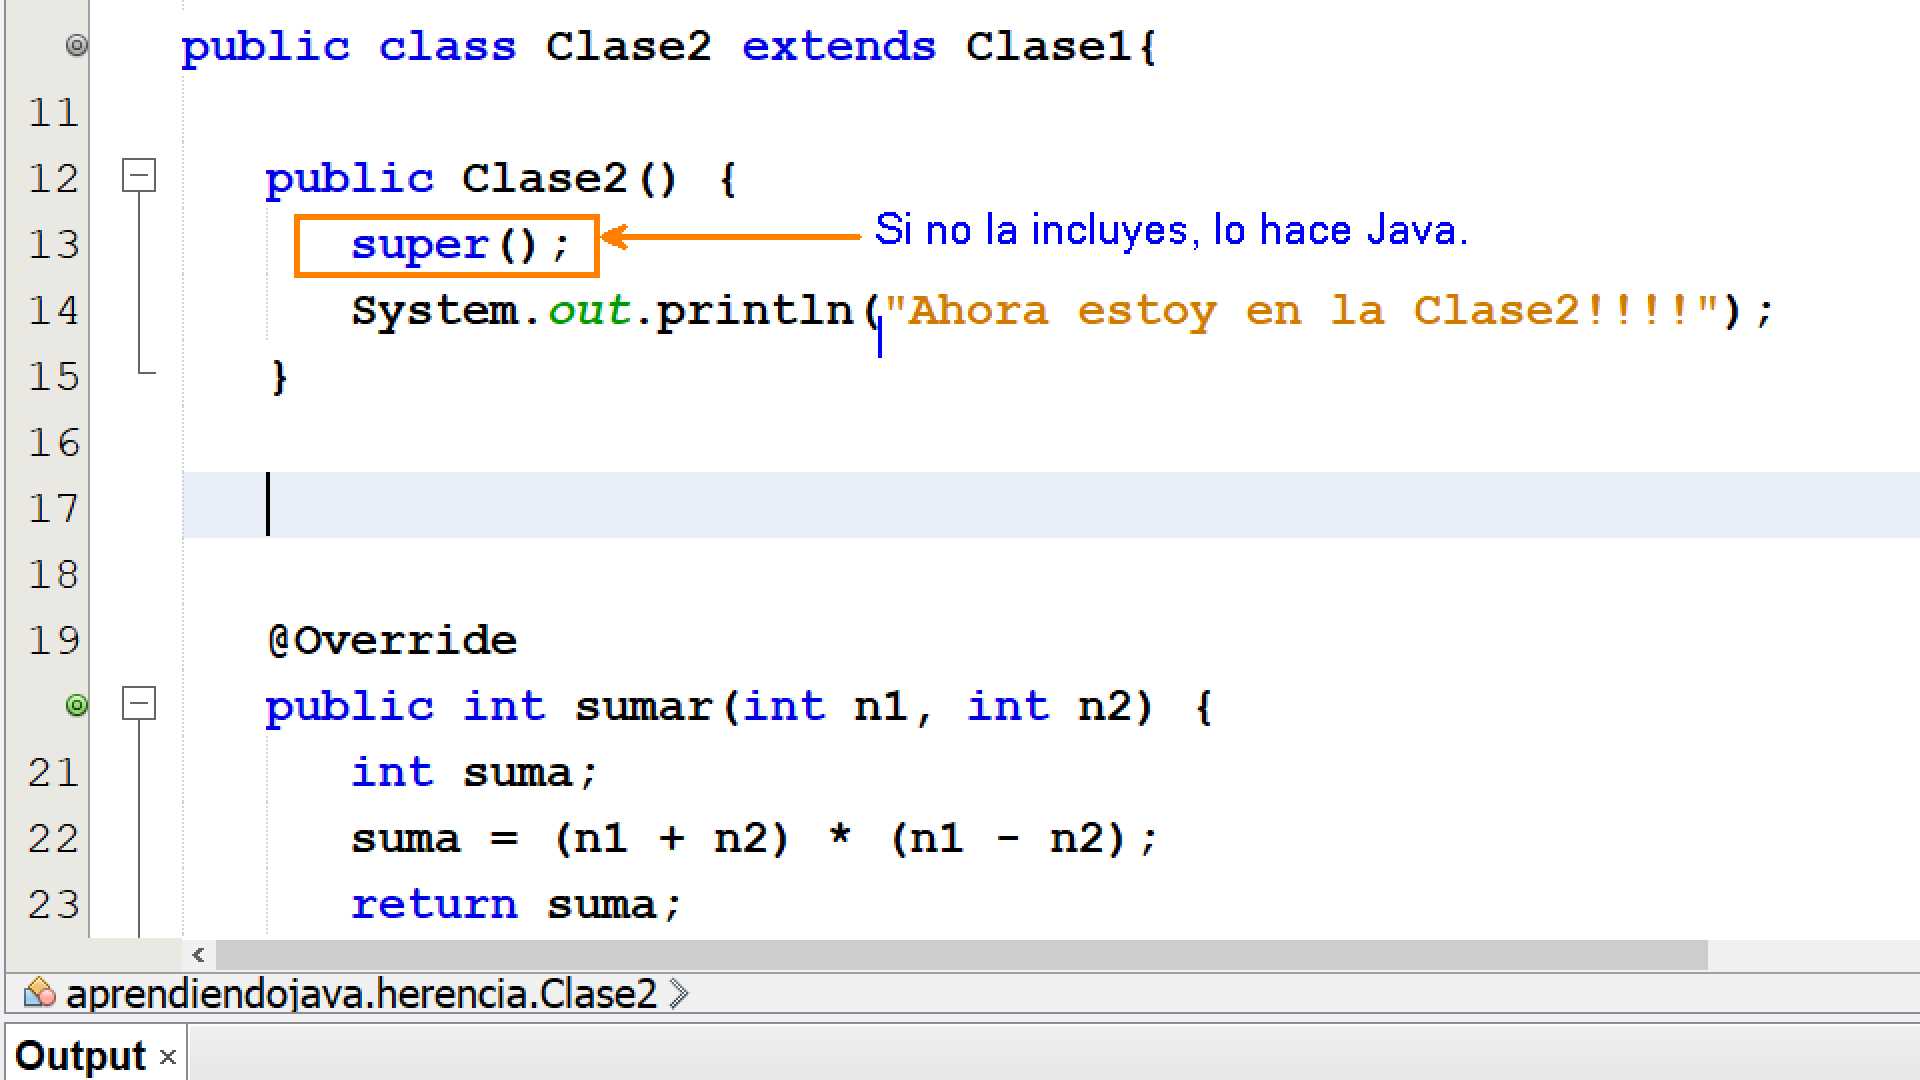 public class Clase2 extends Clase1{
11
12 public Clase2() {
13 super(); Si no la incluyes, lo hace Java.
14 System.out.println("Ahora estoy en la Clase2!!!!");
15 }
16
17
18
19 @Override
public int sumar(int n1, int n2) {
21 int suma;
22 suma = (n1 + n2) * (n1 - n2);
23 return suma;
aprendiendojava.herencia.Clase2
Output ×